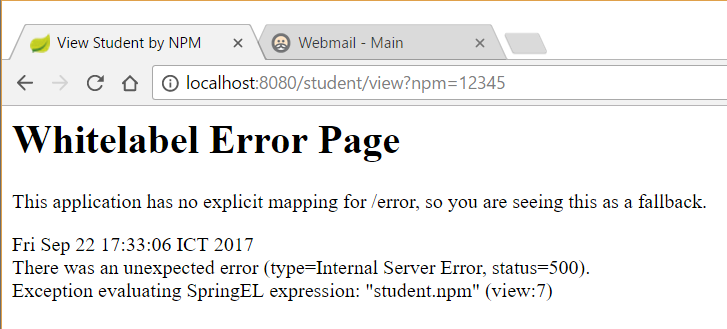 View Student by NPM
Webmail - Main
localhost:8080/student/view?npm=12345
Whitelabel Error Page
This application has no explicit mapping for /error, so you are seeing this as a fallback.
Fri Sep 22 17:33:06 ICT 2017
There was an unexpected error (type=Internal Server Error, status=500).
Exception evaluating SpringEL expression: "student.npm" (view:7)